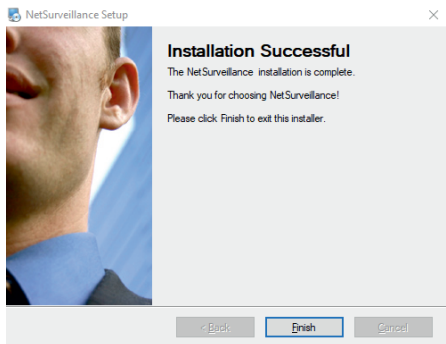 NetSurveillance Setup
Installation Successful
The NetSurveillance installation is complete.
Thank you for choosing NetSurveillance!
Please click Finish to exit this installer.
< Back Finish Cancel